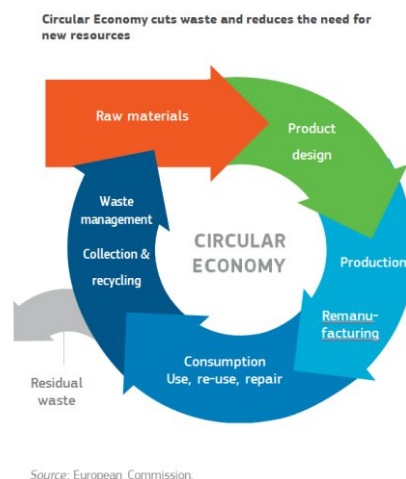 Circular Economy cuts waste and reduces the need for
new resources
Raw materials
Product
design
Production
Remanu-
facturing
Consumption
Use, re-use, repair
Waste
management
Collection &
recycling
CIRCULAR
ECONOMY
Residual
waste
Source: European Commission.